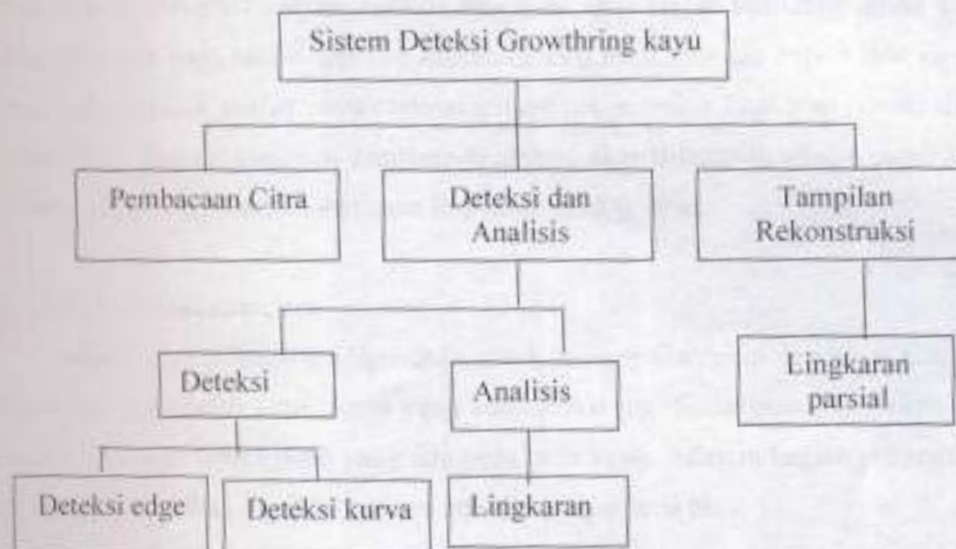 Sistem Deteksi Growthring kayu
Pembacaan Citra
Deteksi dan
Analisis
Tampilan
Rekonstruksi
Deteksi
Analisis
Lingkaran
parsial
Deteksi edge
Deteksi kurva
Lingkaran